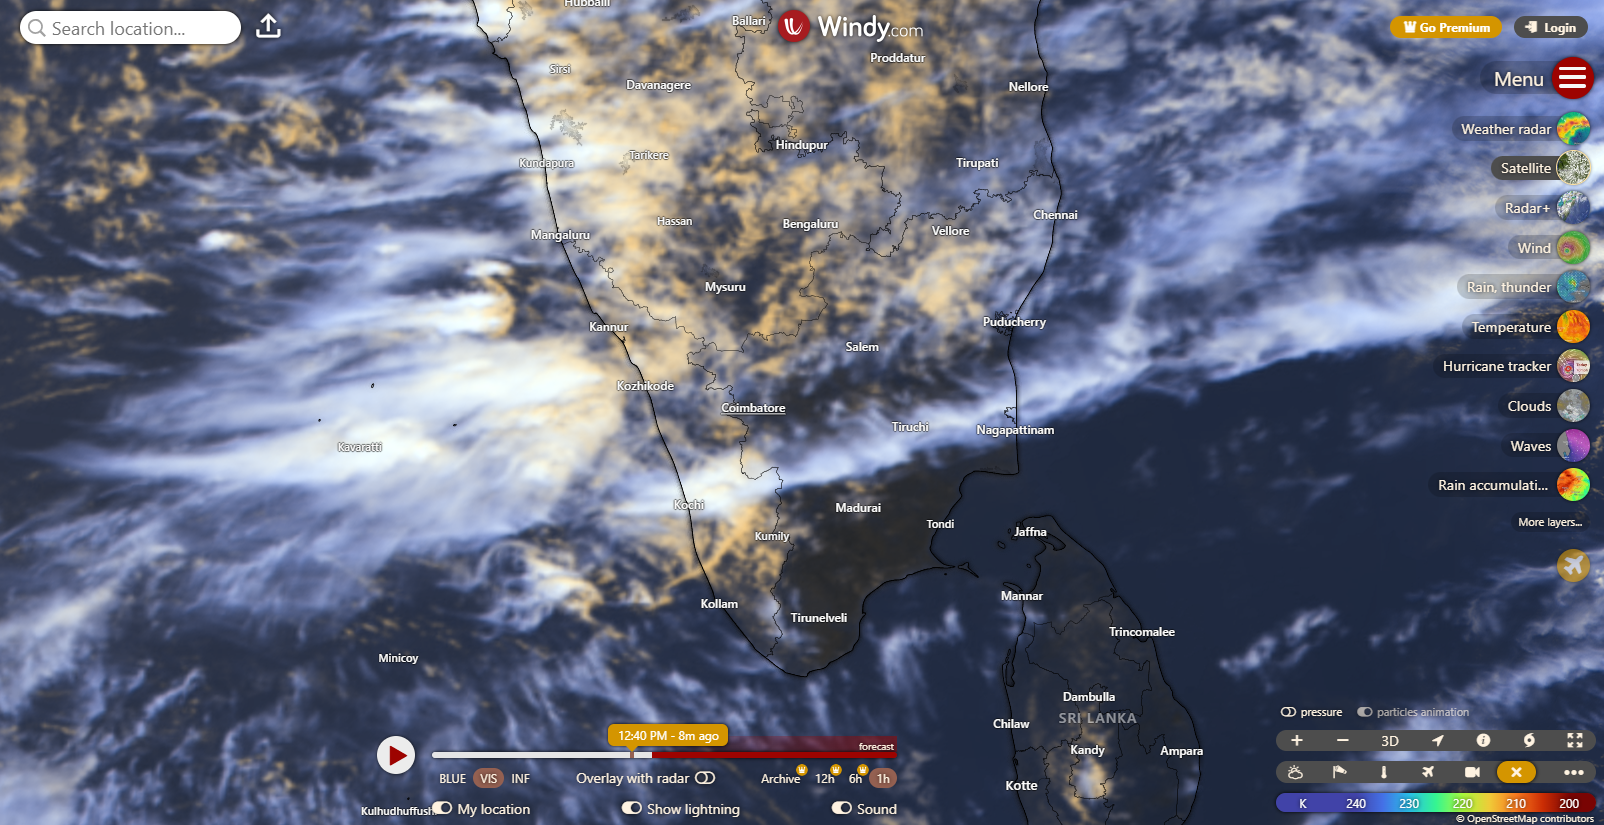 Search location...
Windy.com
Go Premium
Login
Menu
Weather radar
Satellite
Radar+
Wind
Rain, thunder
Temperature
Hurricane tracker
Clouds
Waves
Rain accumulati...
More layers...
Hubballi
Ballari
Proddatur
Sirsi
Davanagere
Nellore
Hindupur
Kundapura
Tarikere
Tirupati
Hassan
Bengaluru
Chennai
Mangaluru
Vellore
Mysuru
Kannur
Puducherry
Salem
Kozhikode
Coimbatore
Tiruchi
Nagapattinam
Kavaratti
Kochi
Madurai
Tondi
Jaffna
Kumily
Kollam
Mannar
Tirunelveli
Trincomalee
Minicoy
Dambulla
SRI LANKA
Chilaw
Kandy
Ampara
Kotte
Kulhudhuffush
12:40 PM - 8m ago
forecast
BLUE VIS INF
Overlay with radar
Archive 12h 6h 1h
My location
Show lightning
Sound
pressure
particles animation
+ − 3D
K 240 230 220 210 200
© OpenStreetMap contributors